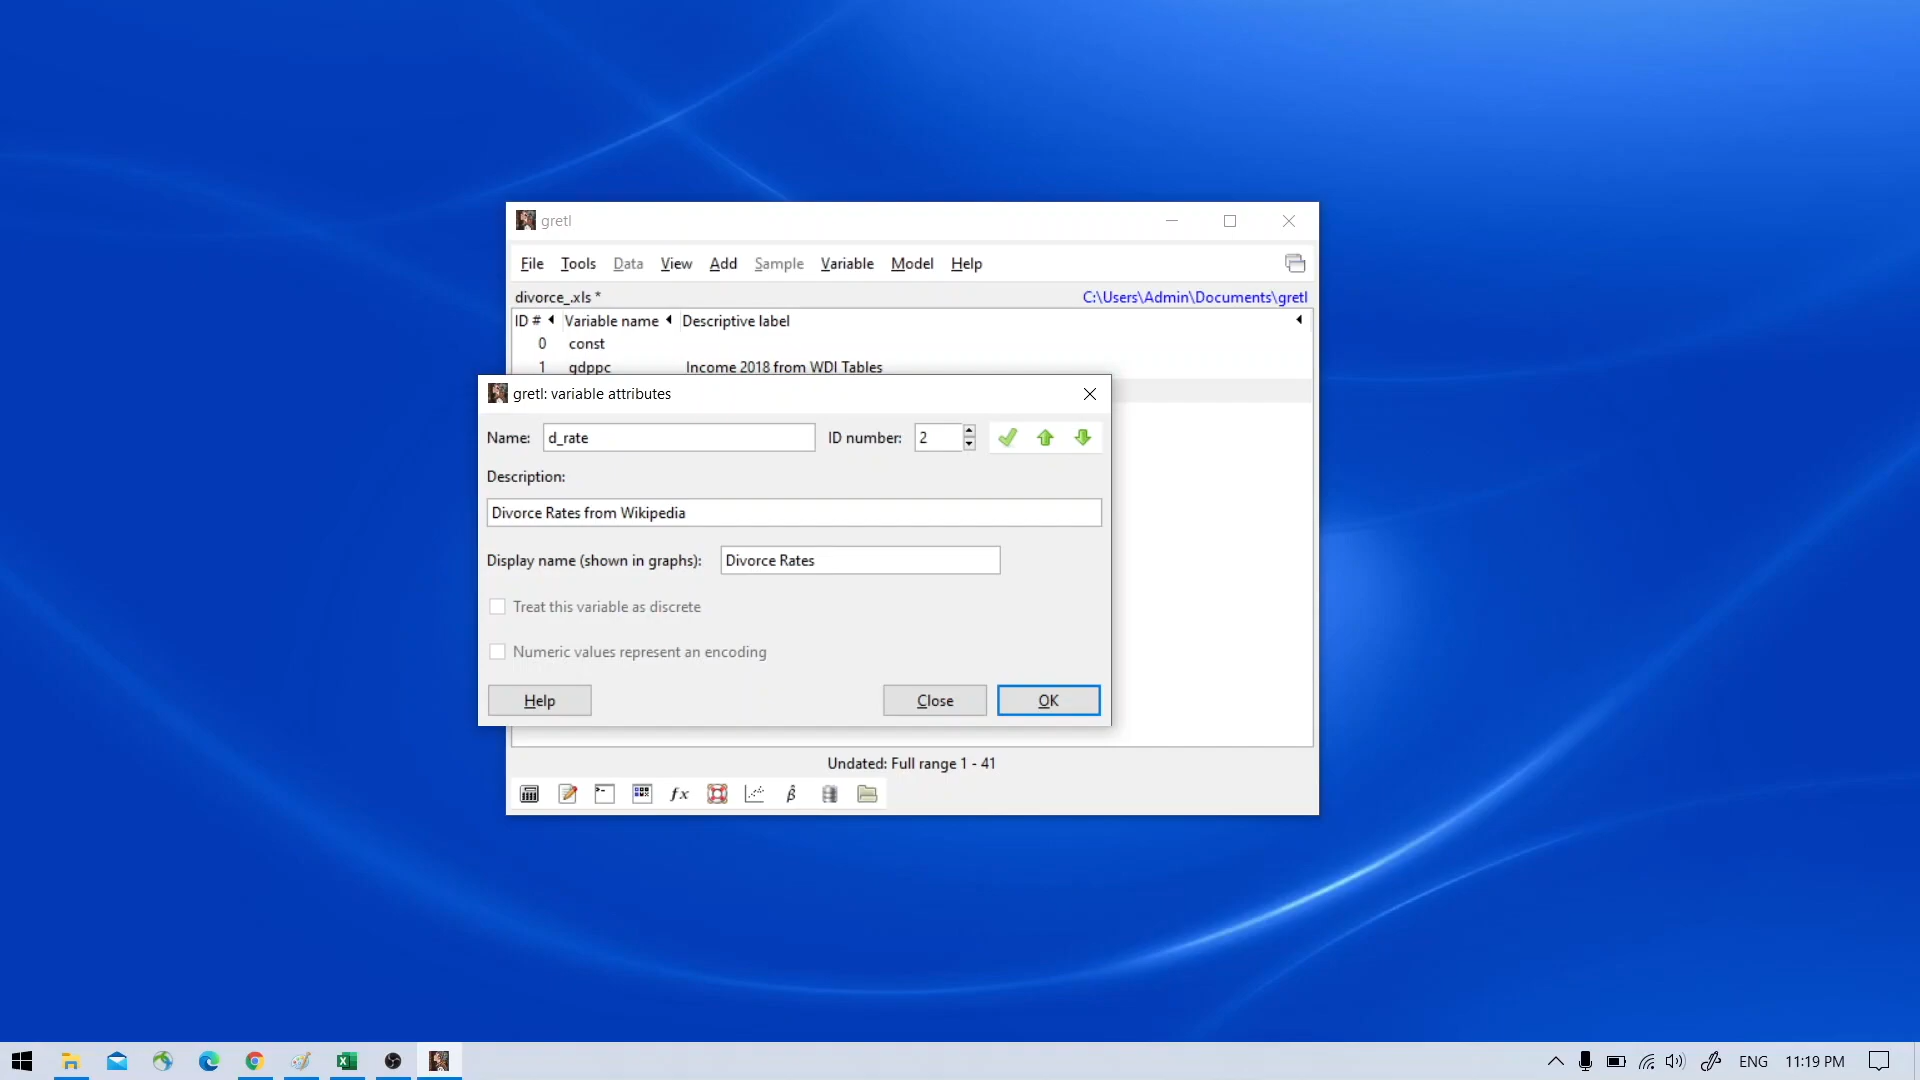 gretl
File Tools Data View Add Sample Variable Model Help
divorce_.xls * C:\Users\Admin\Documents\gretl
ID # Variable name Descriptive label
0 const
1 gdppc Income 2018 from WDI Tables
gretl: variable attributes
Name: d_rate ID number: 2
Description:
Divorce Rates from Wikipedia
Display name (shown in graphs): Divorce Rates
Treat this variable as discrete
Numeric values represent an encoding
Help Close OK
Undated: Full range 1 - 41
fx β̂
ENG 11:19 PM